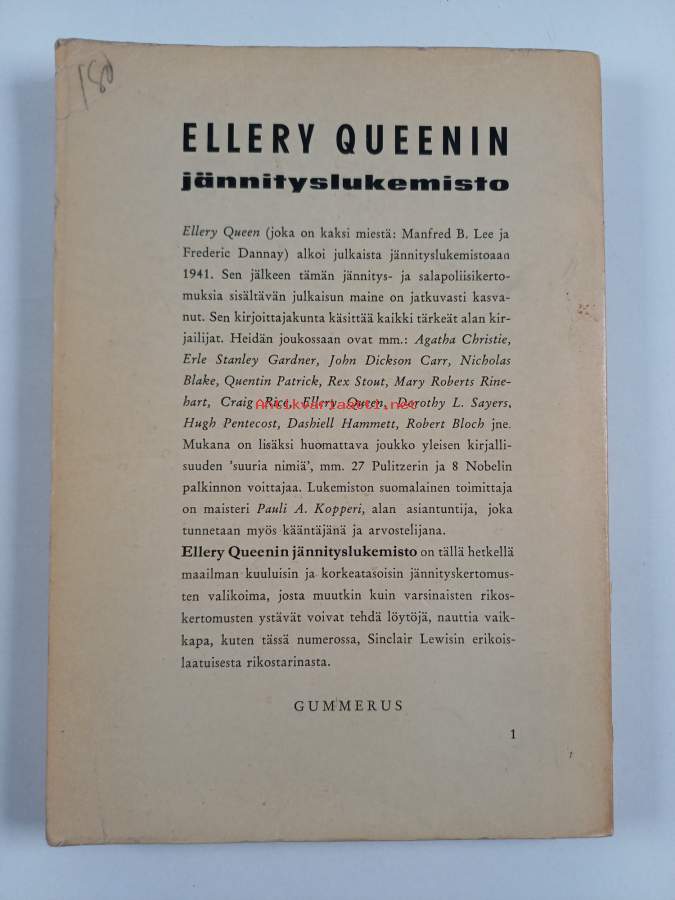 180
ELLERY QUEENIN
jännityslukemisto
Ellery Queen (joka on kaksi miestä: Manfred B. Lee ja
Frederic Dannay) alkoi julkaista jännityslukemistoaan
1941. Sen jälkeen tämän jännitys- ja salapoliisikerto-
muksia sisältävän julkaisun maine on jatkuvasti kasva-
nut. Sen kirjoittajakunta käsittää kaikki tärkeät alan kir-
jailijat. Heidän joukossaan ovat mm.: Agatha Christie,
Erle Stanley Gardner, John Dickson Carr, Nicholas
Blake, Quentin Patrick, Rex Stout, Mary Roberts Rine-
hart, Craig Rice, Ellery Queen, Dorothy L. Sayers,
Antikvariaatti.net
Hugh Pentecost, Dashiell Hammett, Robert Bloch jne.
Mukana on lisäksi huomattava joukko yleisen kirjalli-
suuden 'suuria nimiä', mm. 27 Pulitzerin ja 8 Nobelin
palkinnon voittajaa. Lukemiston suomalainen toimittaja
on maisteri Pauli A. Kopperi, alan asiantuntija, joka
tunnetaan myös kääntäjänä ja arvostelijana.
Ellery Queenin jännityslukemisto on tällä hetkellä
maailman kuuluisin ja korkeatasoisin jännityskertomus-
ten valikoima, josta muutkin kuin varsinaisten rikos-
kertomusten ystävät voivat tehdä löytöjä, nauttia vaik-
kapa, kuten tässä numerossa, Sinclair Lewisin erikois-
laatuisesta rikostarinasta.
GUMMERUS
1